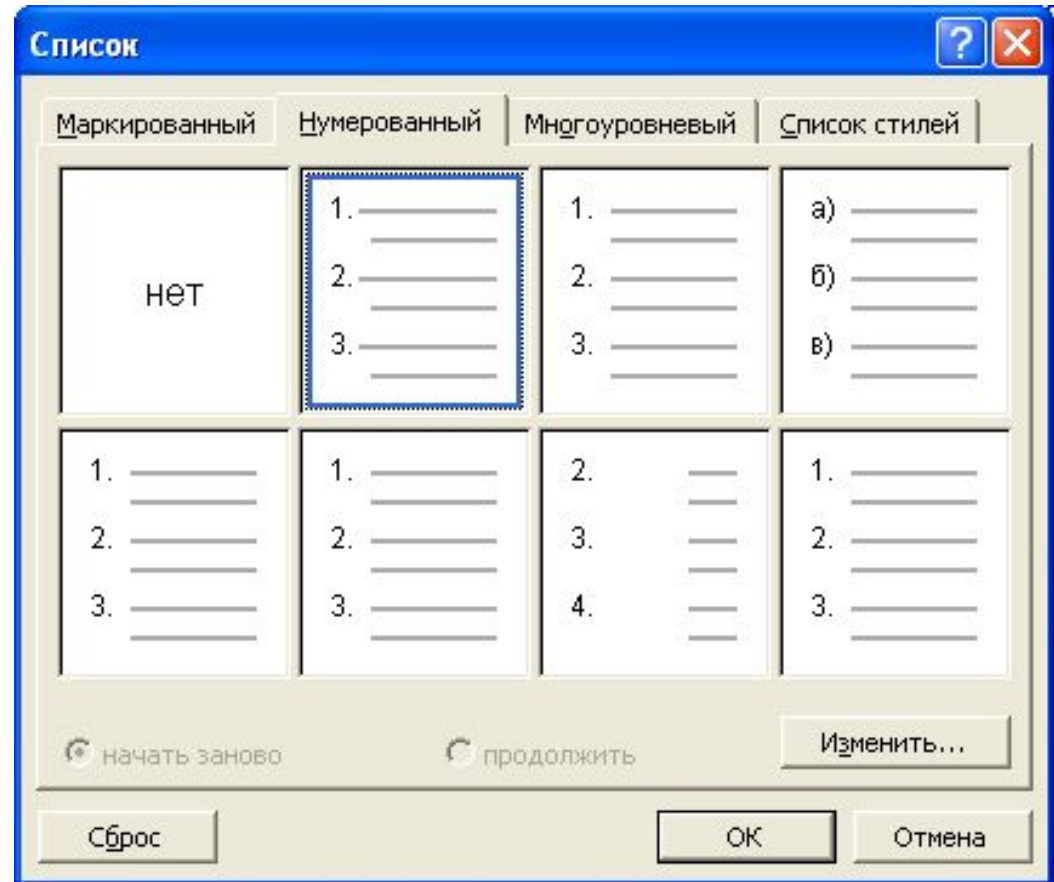 Список
Маркированный Нумерованный Многоуровневый Список стилей
нет
1.
2.
3.
1.
2.
3.
а)
б)
в)
1.
2.
3.
1.
2.
3.
2.
3.
4.
1.
2.
3.
начать заново продолжить Изменить...
Сброс ОК Отмена